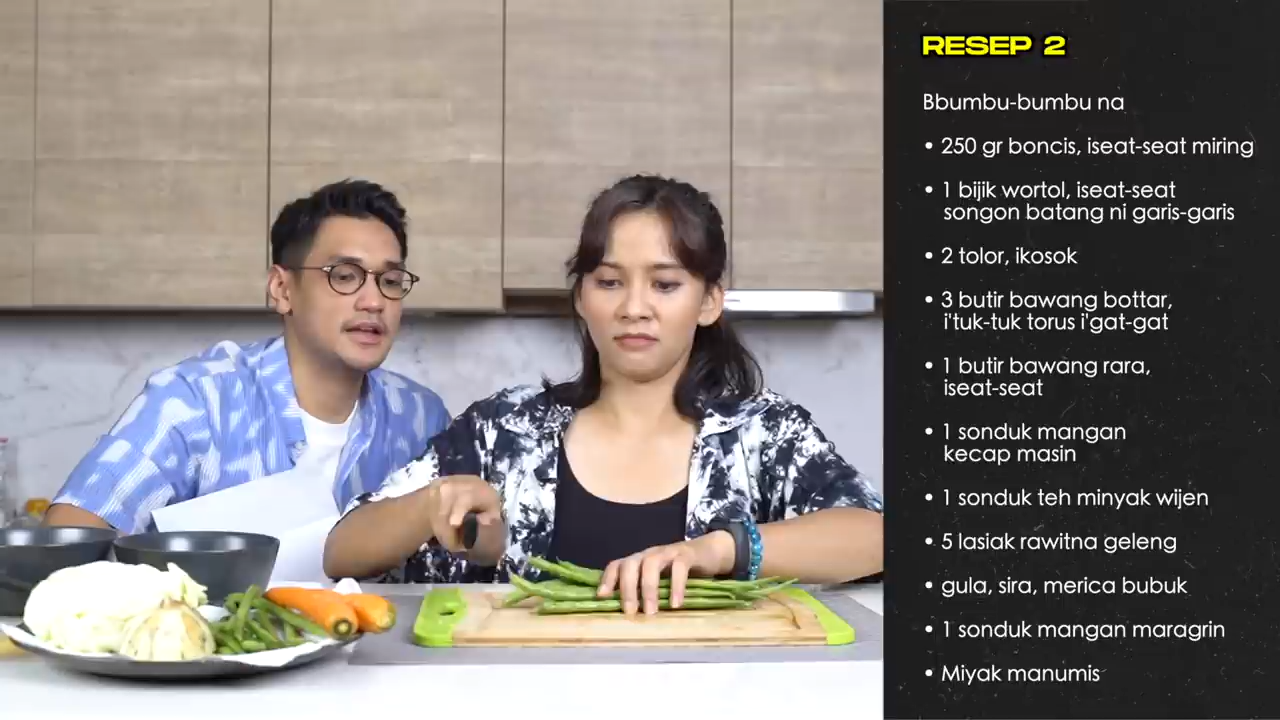 RESEP 2
Bbumbu-bumbu na
• 250 gr boncis, iseat-seat miring
• 1 bijik wortol, iseat-seat
songon batang ni garis-garis
• 2 tolor, ikosok
• 3 butir bawang bottar,
i'tuk-tuk torus i'gat-gat
• 1 butir bawang rara,
iseat-seat
• 1 sonduk mangan
kecap masin
• 1 sonduk teh minyak wijen
• 5 lasiak rawitna geleng
• gula, sira, merica bubuk
• 1 sonduk mangan maragrin
• Miyak manumis